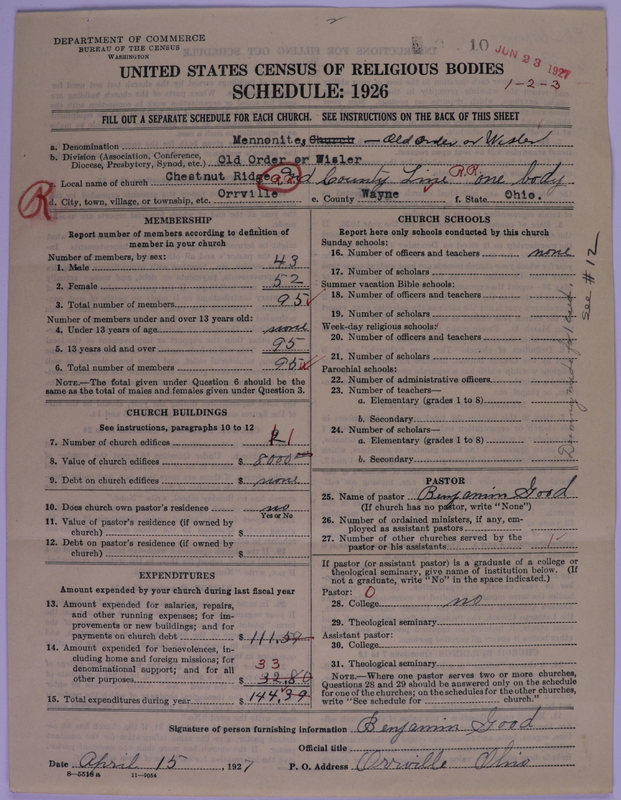 DEPARTMENT OF COMMERCE
BUREAU OF THE CENSUS
WASHINGTON
10 JUN 23 1927
1-2-3
UNITED STATES CENSUS OF RELIGIOUS BODIES
SCHEDULE: 1926
FILL OUT A SEPARATE SCHEDULE FOR EACH CHURCH. SEE INSTRUCTIONS ON THE BACK OF THIS SHEET
a. Denomination Mennonite, Church — Old Order or Wisler
b. Division (Association, Conference, Diocese, Presbytery, Synod, etc.) Old Order or Wisler
c. Local name of church Chestnut Ridge R.R. and County Line R.R. one body
R d. City, town, village, or township, etc. Orrville e. County Wayne f. State Ohio.
MEMBERSHIP
Report number of members according to definition of member in your church
Number of members, by sex:
1. Male 43
2. Female 52
3. Total number of members 95
Number of members under and over 13 years old:
4. Under 13 years of age none
5. 13 years old and over 95
6. Total number of members 95
NOTE.—The total given under Question 6 should be the same as the total of males and females given under Question 3.
CHURCH BUILDINGS
See instructions, paragraphs 10 to 12
7. Number of church edifices 2 1
8. Value of church edifices $ 8000
9. Debt on church edifices $ none
10. Does church own pastor's residence? no
Yes or No
11. Value of pastor's residence (if owned by church) $
12. Debt on pastor's residence (if owned by church) $
EXPENDITURES
Amount expended by your church during last fiscal year
13. Amount expended for salaries, repairs, and other running expenses; for improvements or new buildings; and for payments on church debt $ 111.59
14. Amount expended for benevolences, including home and foreign missions; for denominational support; and for all other purposes 33 $ 32.80
15. Total expenditures during year $ 144.39
CHURCH SCHOOLS
Report here only schools conducted by this church
Sunday schools:
16. Number of officers and teachers none
17. Number of scholars
Summer vacation Bible schools:
18. Number of officers and teachers
19. Number of scholars
Week-day religious schools:
20. Number of officers and teachers
21. Number of scholars
Parochial schools:
22. Number of administrative officers
23. Number of teachers—
a. Elementary (grades 1 to 8)
b. Secondary
24. Number of scholars—
a. Elementary (grades 1 to 8)
b. Secondary
see #12
PASTOR
25. Name of pastor Benjamin Good
(If church has no pastor, write "None")
26. Number of ordained ministers, if any, employed as assistant pastors
27. Number of other churches served by the pastor or his assistants 1
If pastor (or assistant pastor) is a graduate of a college or theological seminary, give name of institution below. (If not a graduate, write "No" in the space indicated.)
Pastor: 0
28. College no
29. Theological seminary
Assistant pastor:
30. College
31. Theological seminary
NOTE.—Where one pastor serves two or more churches, Questions 28 and 29 should be answered only on the schedule for one of the churches; on the schedules for the other churches, write "See schedule for church."
Signature of person furnishing information Benjamin Good
Official title
Date April 15, 1927 P. O. Address Orrville Ohio
8—5518a 11—9054